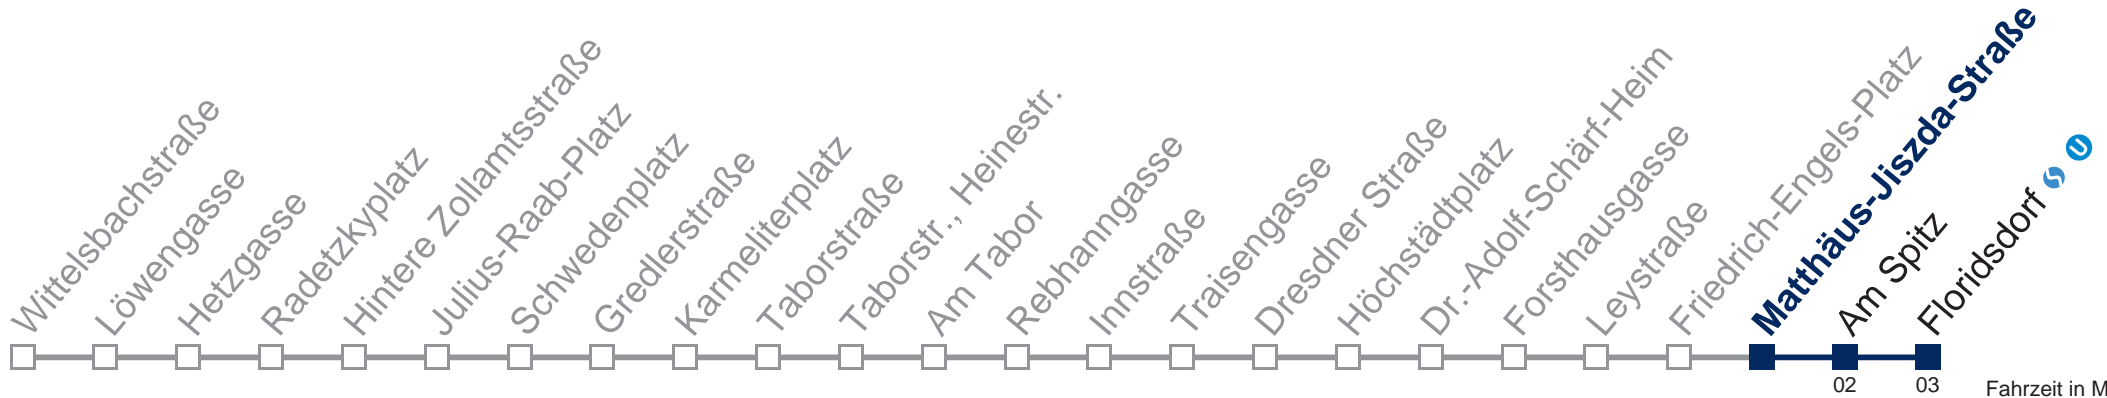 Wittelsbachstraße
Löwengasse
Hetzgasse
Radetzkyplatz
Hintere Zollamtsstraße
Julius-Raab-Platz
Schwedenplatz
Gredlerstraße
Karmeliterplatz
Taborstraße
Taborstr., Heinestr.
Am Tabor
Rebhanngasse
Innstraße
Traisengasse
Dresdner Straße
Höchstädtplatz
Dr.-Adolf-Schärf-Heim
Forsthausgasse
Leystraße
Friedrich-Engels-Platz
Matthäus-Jiszda-Straße
Am Spitz
Floridsdorf S U
02 03
Fahrzeit in M